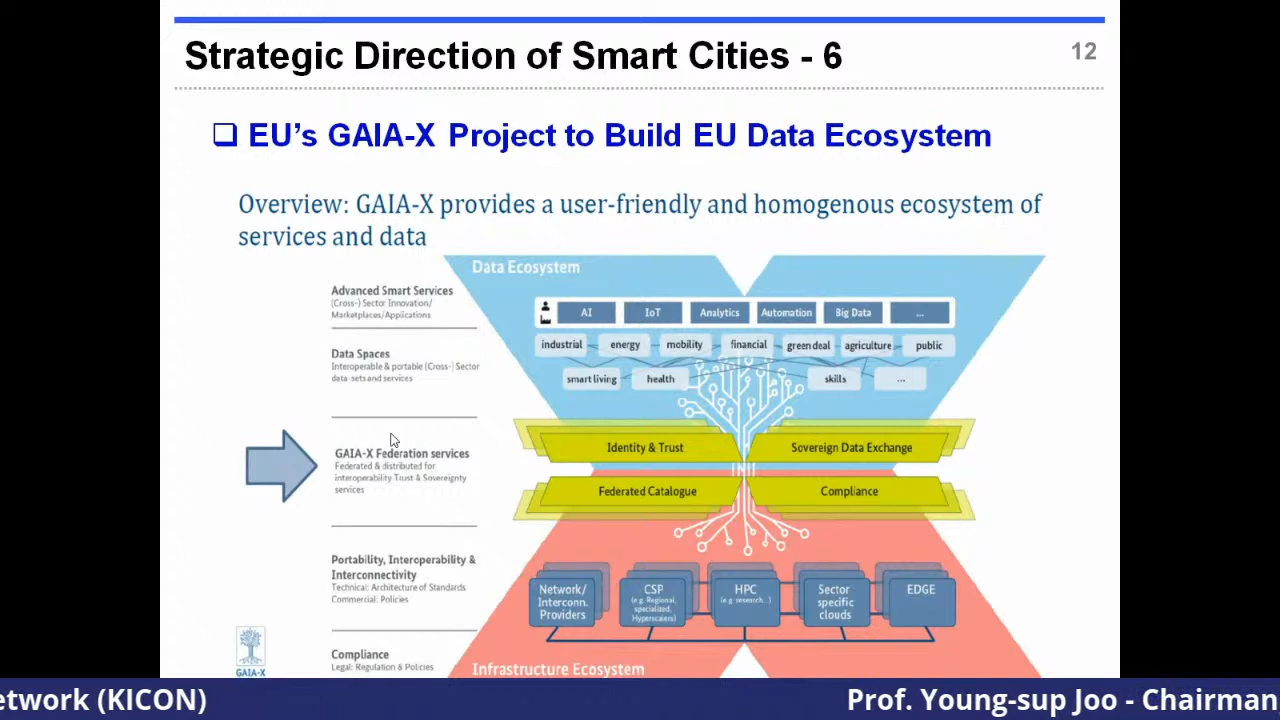 Strategic Direction of Smart Cities - 6
12
EU's GAIA-X Project to Build EU Data Ecosystem
Overview: GAIA-X provides a user-friendly and homogenous ecosystem of
services and data
Data Ecosystem
Advanced Smart Services
(Cross-) Sector Innovation/
Marketplaces/Applications
AI
IoT
Analytics
Automation
Big Data
...
industrial
energy
mobility
financial
green deal
agriculture
public
Data Spaces
Interoperable & portable (Cross-) Sector
data-sets and services
smart living
health
skills
...
GAIA-X Federation services
Federated & distributed for
interoperability Trust & Sovereignty
services
Identity & Trust
Sovereign Data Exchange
Federated Catalogue
Compliance
Portability, Interoperability &
Interconnectivity
Technical: Architecture of Standards
Commercial: Policies
Network/
Interconn.
Providers
CSP
(e.g. Regional,
specialized,
Hyperscalers)
HPC
(e.g. research...)
Sector
specific
clouds
EDGE
Compliance
Legal: Regulation & Policies
Infrastructure Ecosystem
GAIA-X
etwork (KICON)
Prof. Young-sup Joo - Chairman